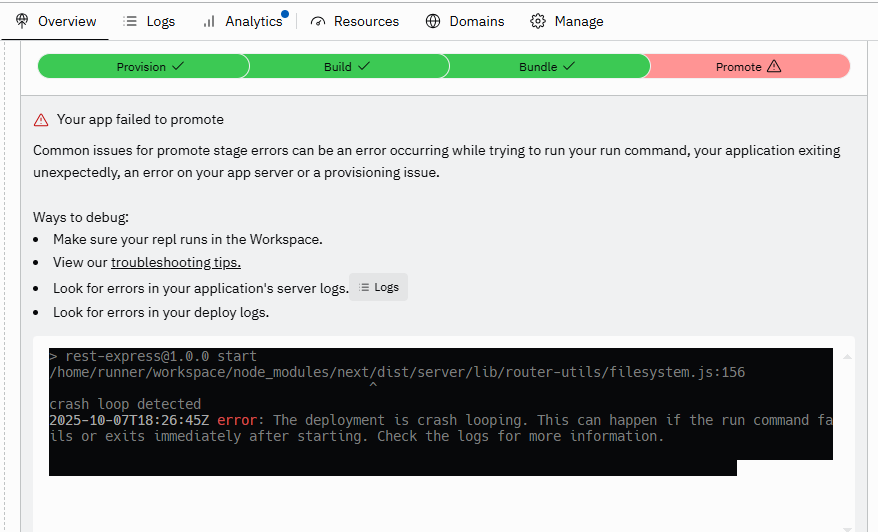 Overview Logs Analytics Resources Domains Manage
Provision Build Bundle Promote
Your app failed to promote
Common issues for promote stage errors can be an error occurring while trying to run your run command, your application exiting
unexpectedly, an error on your app server or a provisioning issue.
Ways to debug:
• Make sure your repl runs in the Workspace.
• View our troubleshooting tips.
• Look for errors in your application's server logs. Logs
• Look for errors in your deploy logs.
> rest-express@1.0.0 start
/home/runner/workspace/node_modules/next/dist/server/lib/router-utils/filesystem.js:156
^
crash loop detected
2025-10-07T18:26:45Z error: The deployment is crash looping. This can happen if the run command fa
ils or exits immediately after starting. Check the logs for more information.